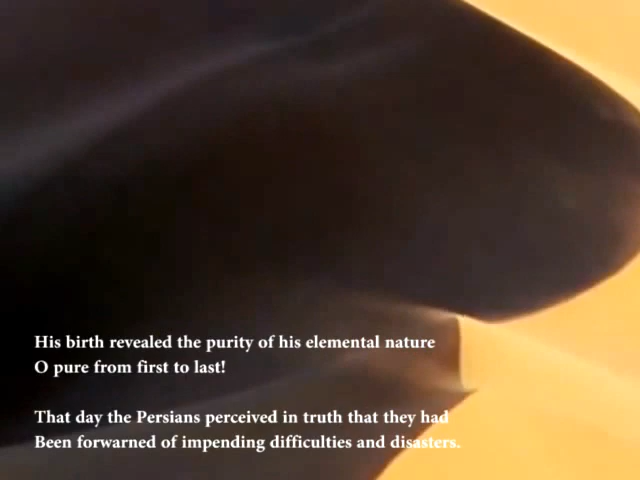 His birth revealed the purity of his elemental nature
O pure from first to last!
That day the Persians perceived in truth that they had
Been forwarned of impending difficulties and disasters.